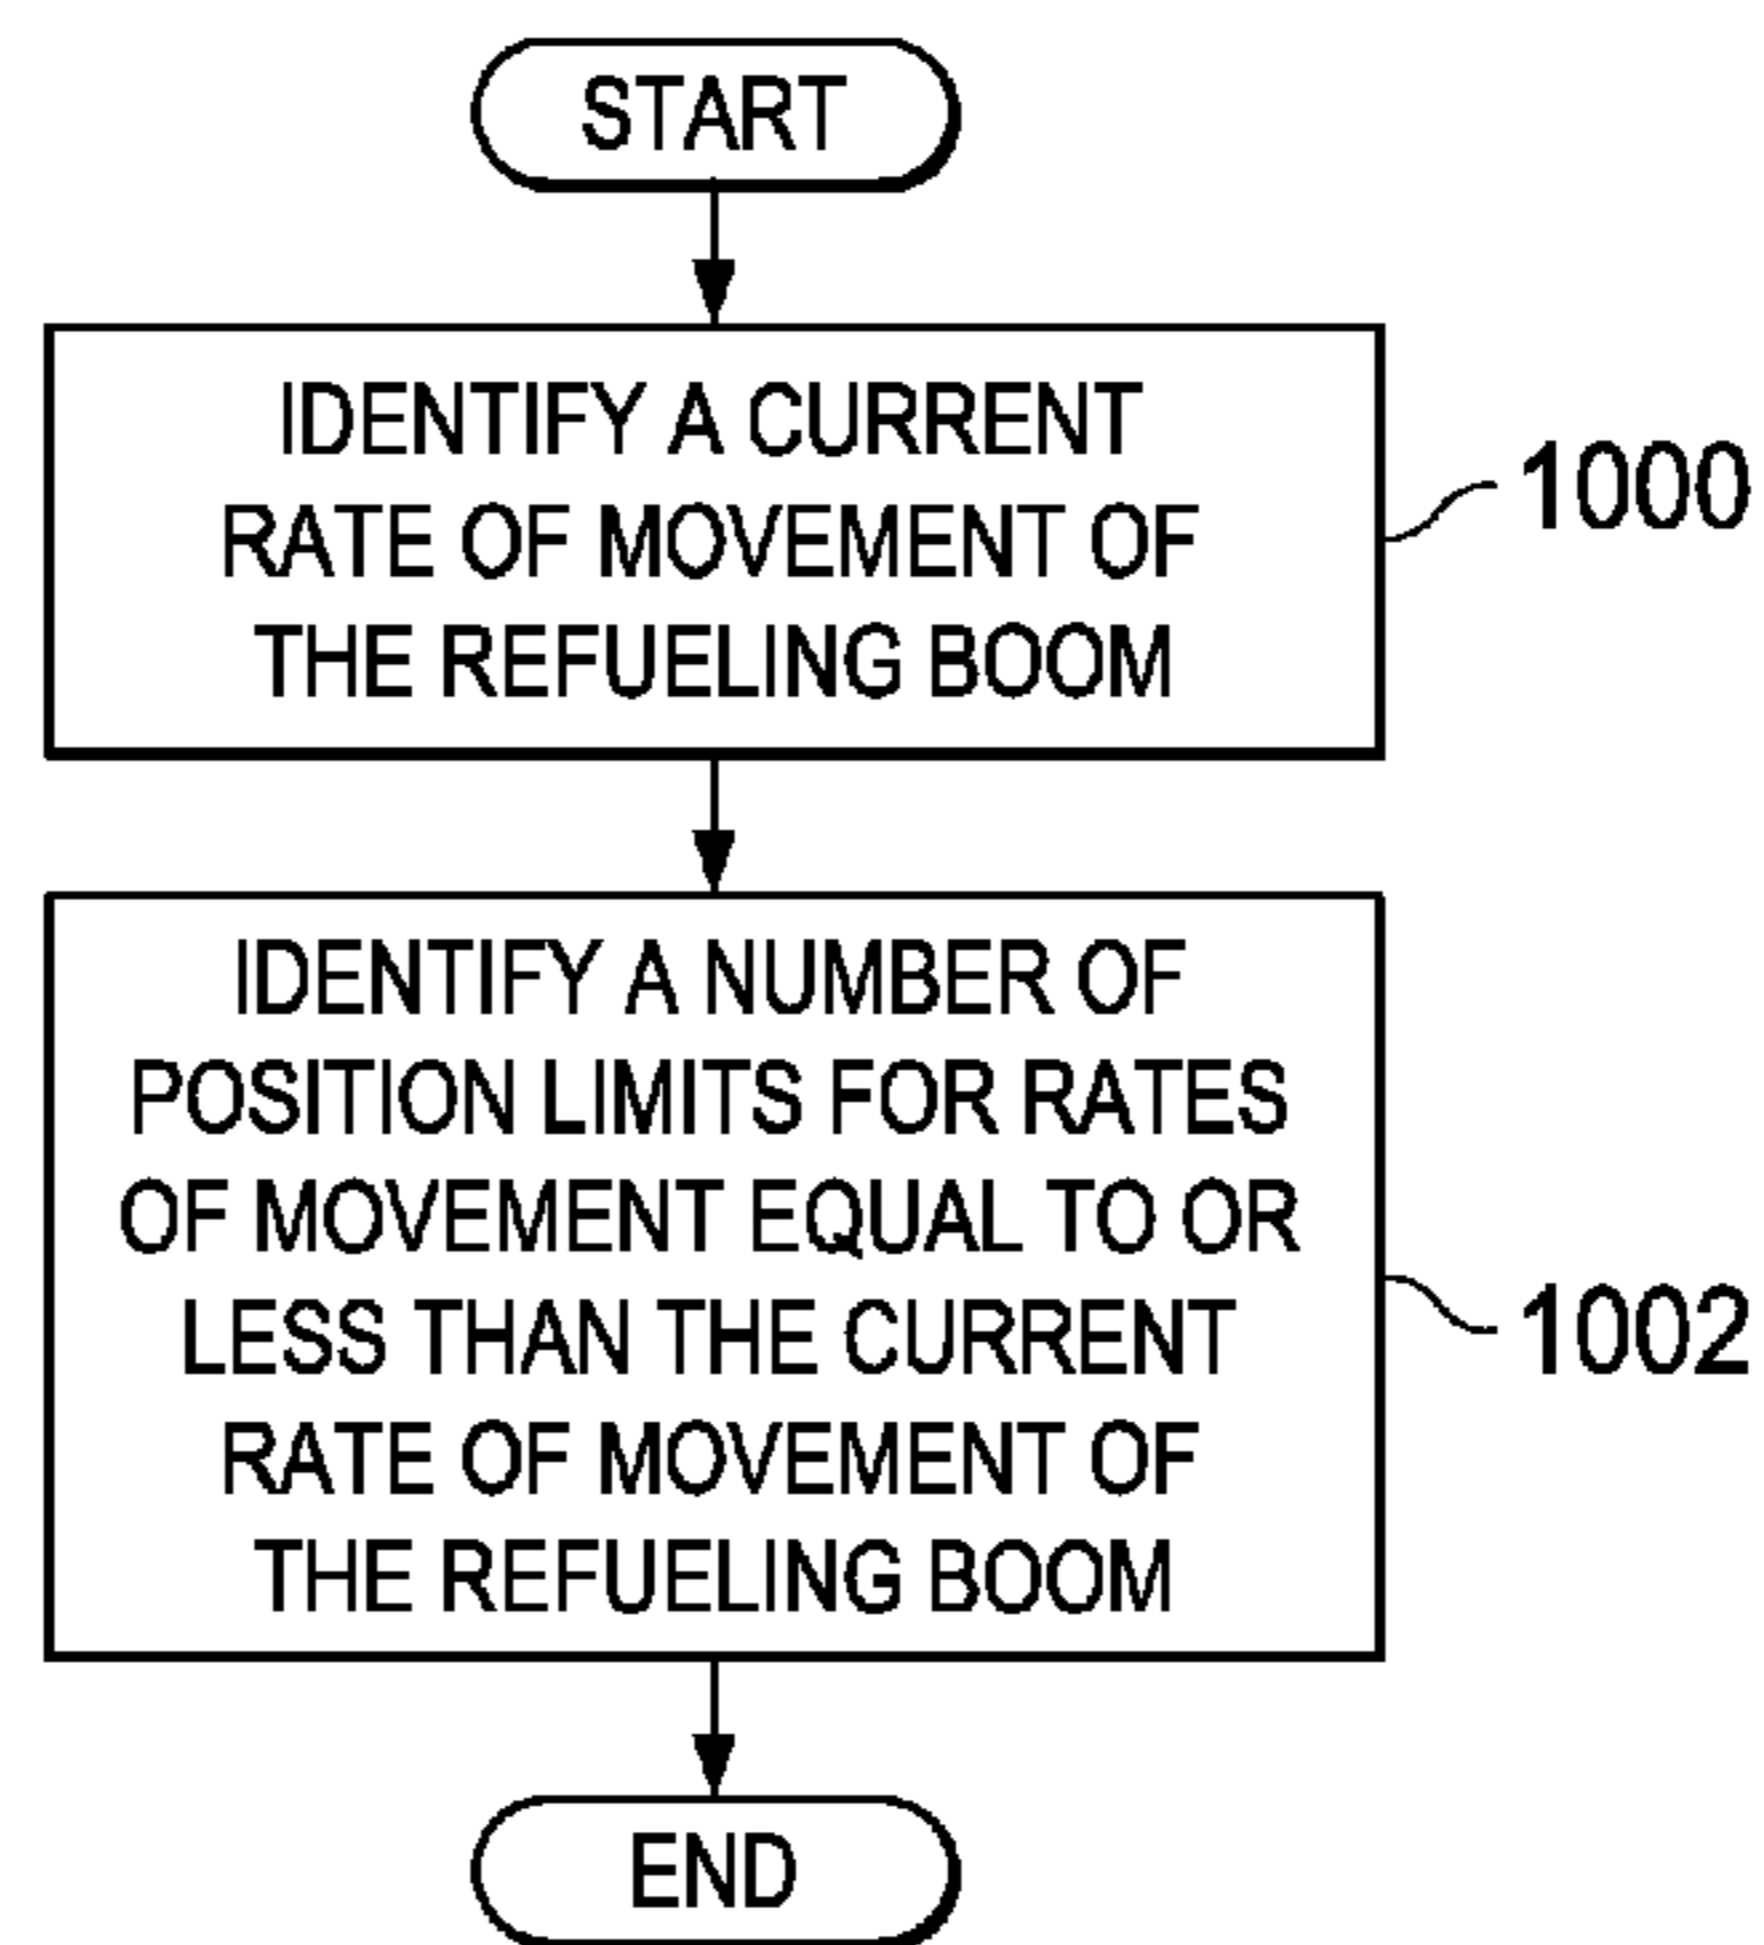 START
IDENTIFY A CURRENT
RATE OF MOVEMENT OF
THE REFUELING BOOM
1000
IDENTIFY A NUMBER OF
POSITION LIMITS FOR RATES
OF MOVEMENT EQUAL TO OR
LESS THAN THE CURRENT
RATE OF MOVEMENT OF
THE REFUELING BOOM
1002
END